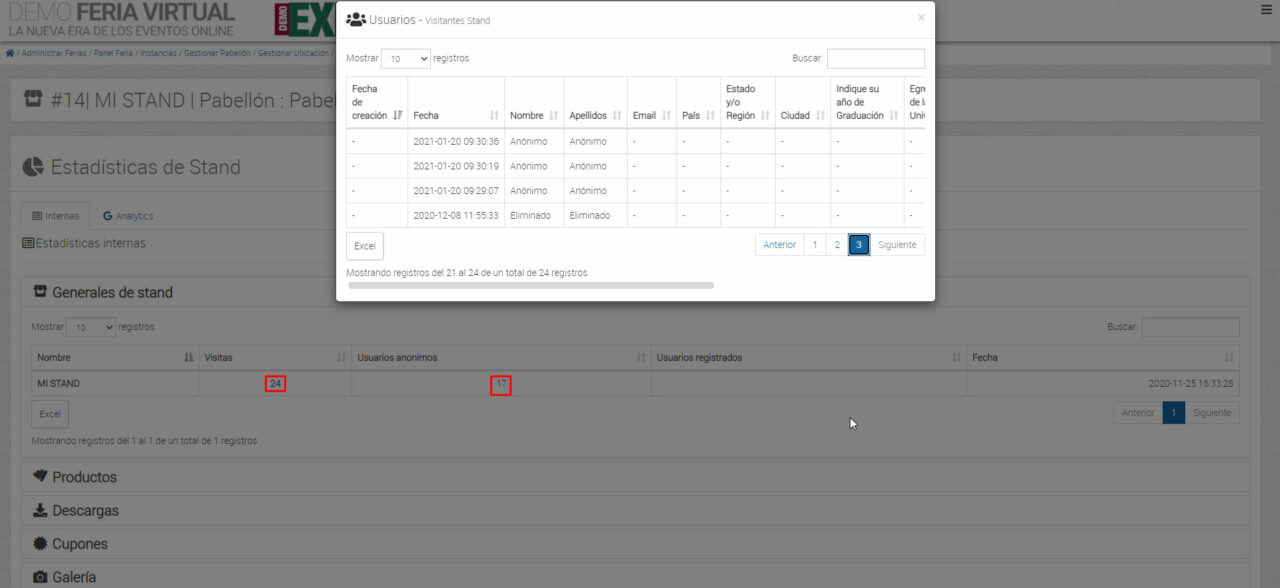 DEMO FERIA VIRTUAL
LA NUEVA ERA DE LOS EVENTOS ONLINE
DEMO EX
/ Administrar Ferias / Panel Feria / Instancias / Gestionar Pabellón / Gestionar Ubicación /
#14| MI STAND | Pabellón : Pabel
Estadísticas de Stand
Internas Analytics
Estadísticas internas
Usuarios - Visitantes Stand ×
Mostrar 10 registros Buscar:
Fecha de creación Fecha Nombre Apellidos Email País Estado y/o Región Ciudad Indique su año de Graduación Egre de l Univ
- 2021-01-20 09:30:36 Anónimo Anónimo - - - - - -
- 2021-01-20 09:30:19 Anónimo Anónimo - - - - - -
- 2021-01-20 09:29:07 Anónimo Anónimo - - - - - -
- 2020-12-08 11:55:33 Eliminado Eliminado - - - - - -
Excel Anterior 1 2 3 Siguiente
Mostrando registros del 21 al 24 de un total de 24 registros
Generales de stand
Mostrar 10 registros Buscar:
Nombre Visitas Usuarios anonimos Usuarios registrados Fecha
MI STAND 24 17 2020-11-25 16:33:28
Excel Anterior 1 Siguiente
Mostrando registros del 1 al 1 de un total de 1 registros
Productos
Descargas
Cupones
Galería